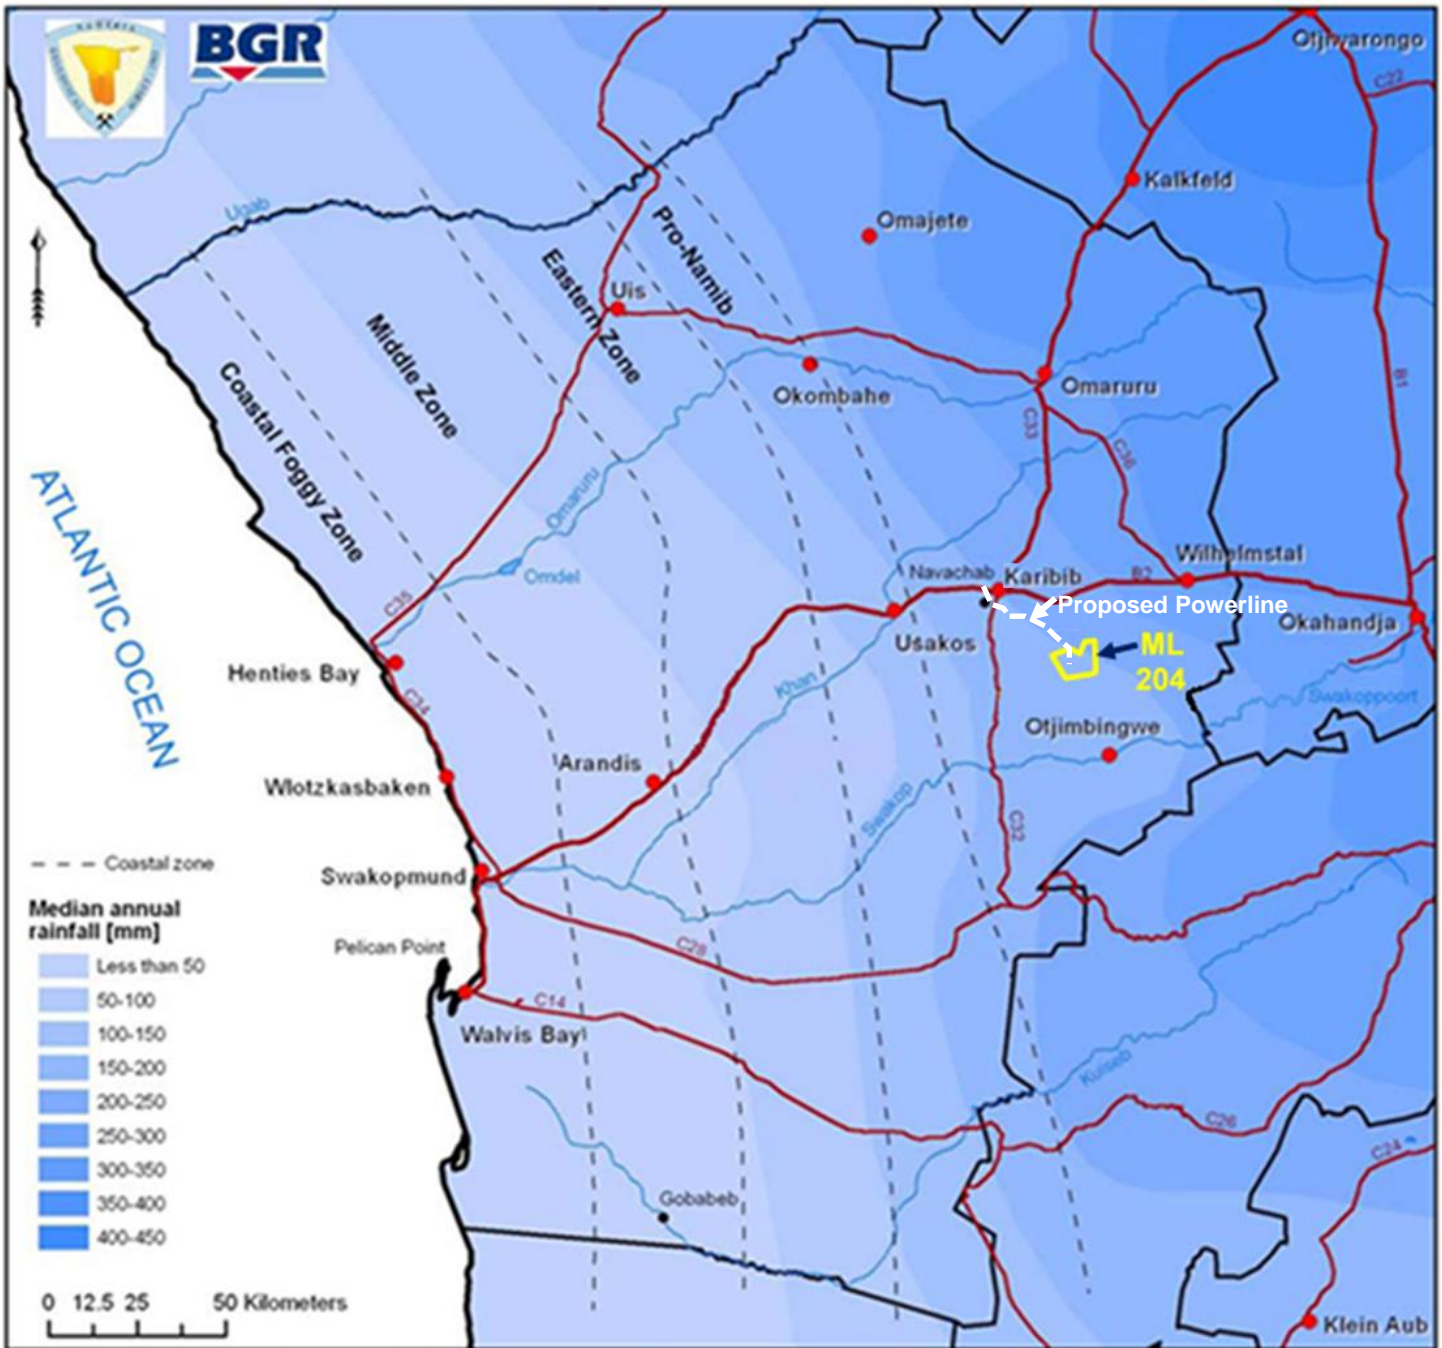 BGR
NAMIBIA
Otjiwarongo
C22
Kalkfeld
Omajete
Ugab
Pro-Namib
Eastern Zone
Uis
Middle Zone
Coastal Foggy Zone
Okombahe
Omaruru
B1
C33
C36
ATLANTIC OCEAN
Omaruru
Omdel
Wilhelmstal
Navachab
Karibib
B2
C35
Proposed Powerline
Okahandja
Usakos
ML
204
Henties Bay
C34
Khan
Swakoppoort
Otjimbingwe
Arandis
Wlotzkasbaken
Swakop
C32
Coastal zone
Swakopmund
Median annual
rainfall [mm]
Pelican Point
C28
Less than 50
50-100
C14
100-150
Walvis Bay
150-200
Kuiseb
200-250
C26
250-300
300-350
C24
350-400
Gobabeb
400-450
0 12.5 25 50 Kilometers
Klein Aub